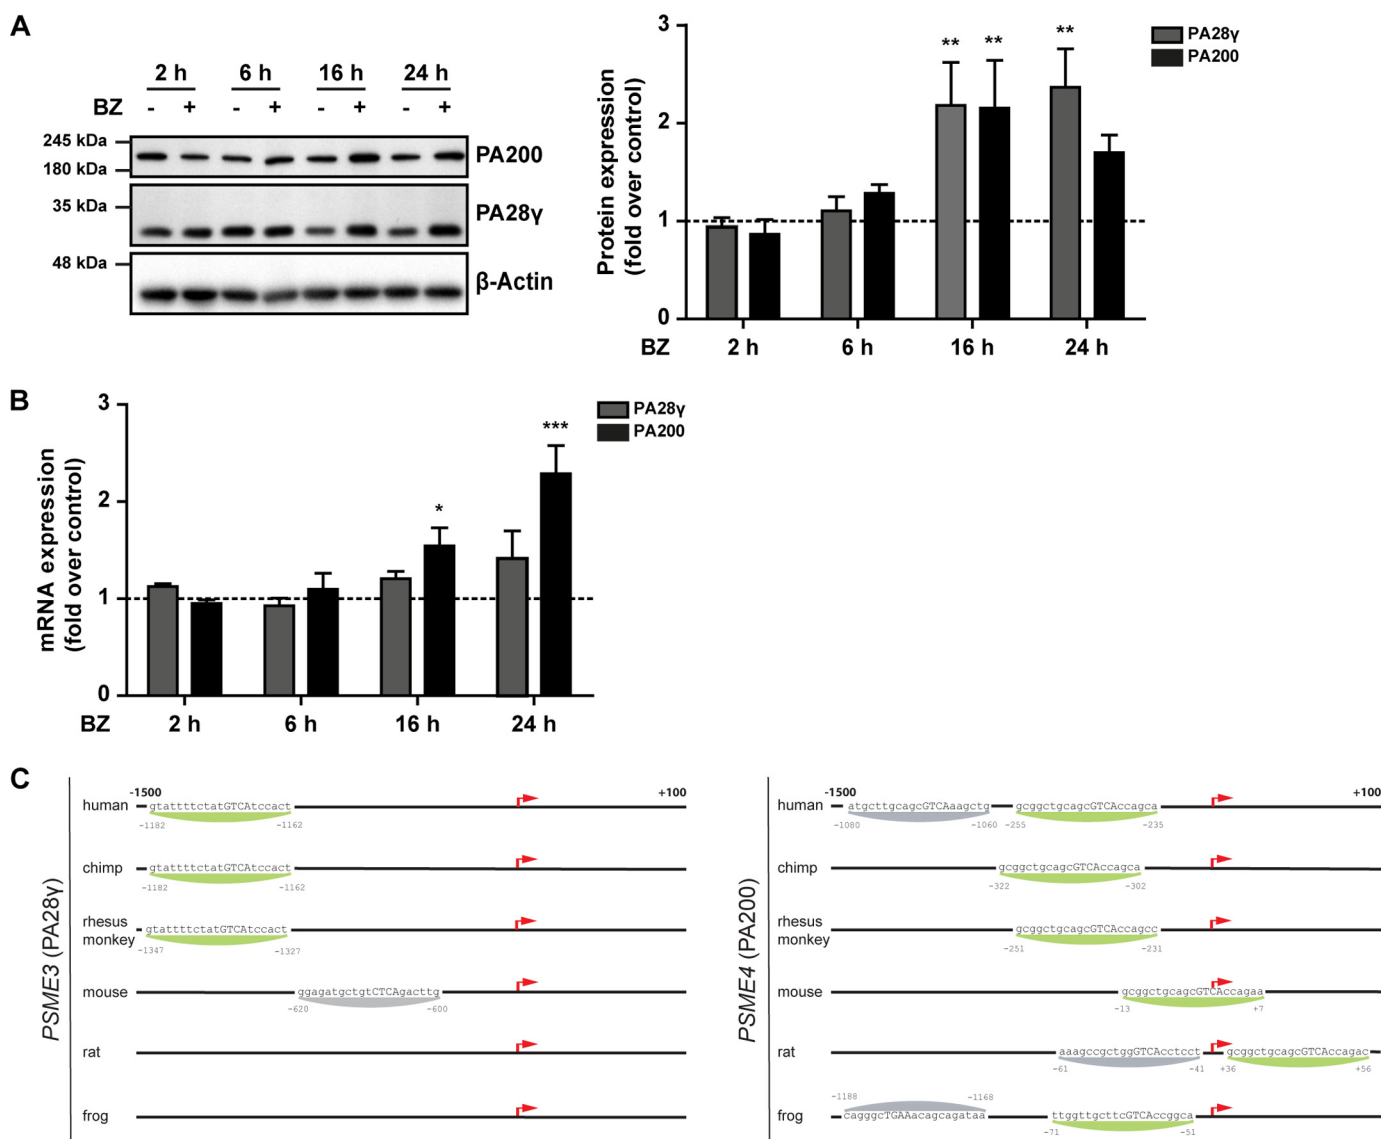 A
2 h 6 h 16 h 24 h
BZ - + - + - + - +
245 kDa
180 kDa
PA200
35 kDa
PA28γ
48 kDa
β-Actin
Protein expression
(fold over control)
3
2
1
0
** ** **
PA28γ
PA200
BZ 2 h 6 h 16 h 24 h
B
mRNA expression
(fold over control)
3
2
1
0
* ***
PA28γ
PA200
BZ 2 h 6 h 16 h 24 h
C
PSME3 (PA28γ)
-1500 +100
human gtattttctatGTCAtccact
-1182 -1162
chimp gtattttctatGTCAtccact
-1182 -1162
rhesus
monkey
gtattttctatGTCAtccact
-1347 -1327
mouse ggagatgctgtCTCAgacttg
-620 -600
rat
frog
PSME4 (PA200)
-1500 +100
human atgcttgcagcGTCAaagctg gcggctgcagcGTCAccagca
-1080 -1060 -255 -235
chimp gcggctgcagcGTCAccagca
-322 -302
rhesus
monkey
gcggctgcagcGTCAccagcc
-251 -231
mouse gcggctgcagcGTCAccagaa
-13 +7
rat aaagccgctggGTCAcctcct gcggctgcagcGTCAccagac
-61 -41 +36 +56
-1188 -1168
frog cagggcTGAAacagcagataa ttggttgcttcGTCAccggca
-71 -51